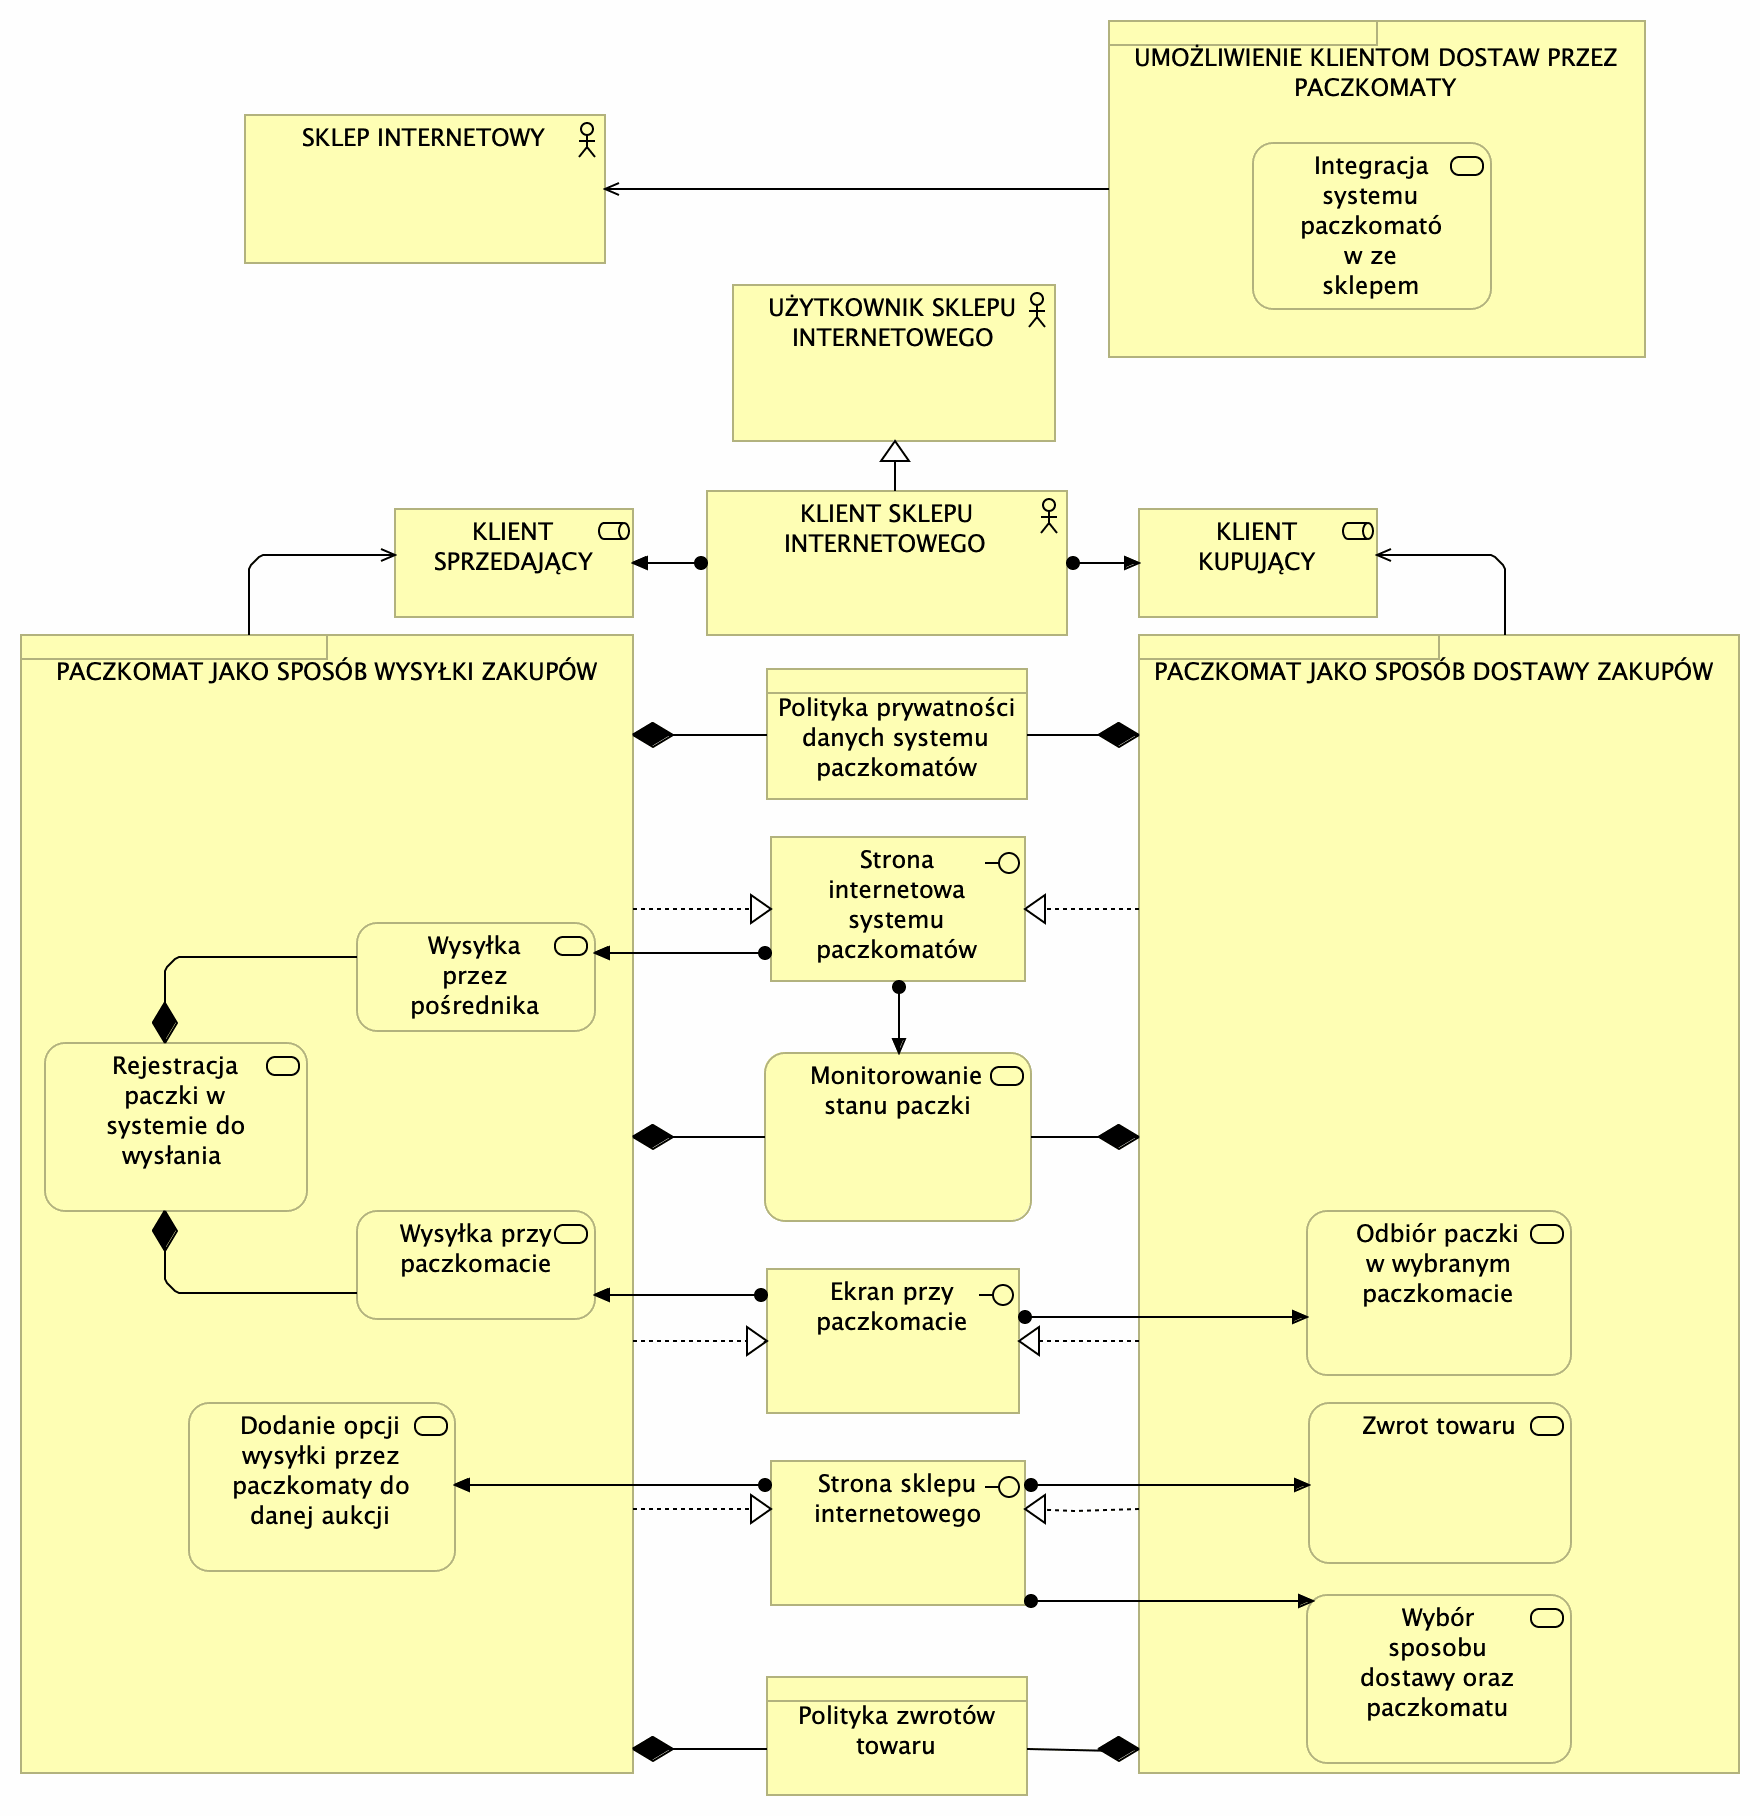 UMOŻLIWIENIE KLIENTOM DOSTAW PRZEZ
PACZKOMATY
SKLEP INTERNETOWY
Integracja
systemu
paczkomató
w ze
sklepem
UŻYTKOWNIK SKLEPU
INTERNETOWEGO
KLIENT
SPRZEDAJĄCY
KLIENT SKLEPU
INTERNETOWEGO
KLIENT
KUPUJĄCY
PACZKOMAT JAKO SPOSÓB WYSYŁKI ZAKUPÓW
PACZKOMAT JAKO SPOSÓB DOSTAWY ZAKUPÓW
Polityka prywatności
danych systemu
paczkomatów
Strona
internetowa
systemu
paczkomatów
Wysyłka
przez
pośrednika
Rejestracja
paczki w
systemie do
wysłania
Monitorowanie
stanu paczki
Wysyłka przy
paczkomacie
Ekran przy
paczkomacie
Odbiór paczki
w wybranym
paczkomacie
Dodanie opcji
wysyłki przez
paczkomaty do
danej aukcji
Strona sklepu
internetowego
Zwrot towaru
Wybór
sposobu
dostawy oraz
paczkomatu
Polityka zwrotów
towaru